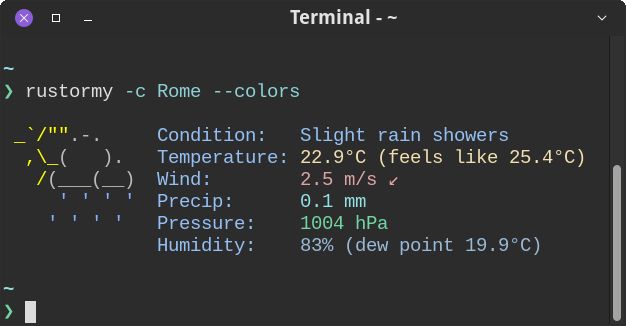 Terminal - ~
~
❯ rustormy -c Rome --colors
 _`/"".-.     Condition:   Slight rain showers
  ,\_(   ).   Temperature: 22.9°C (feels like 25.4°C)
   /(___(__)  Wind:        2.5 m/s ↙
     ' ' ' '  Precip:      0.1 mm
    ' ' ' '   Pressure:    1004 hPa
              Humidity:    83% (dew point 19.9°C)
~
❯